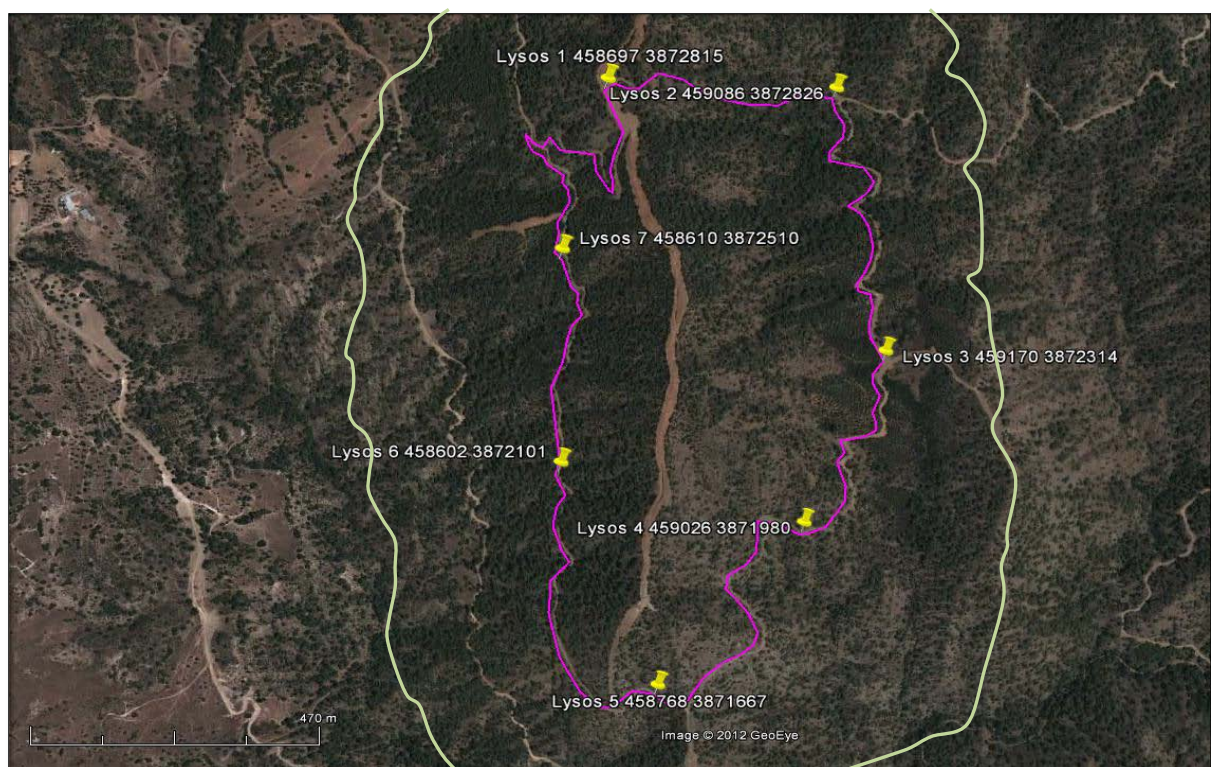 Lysos 1 458697 3872815
Lysos 2 459086 3872826
Lysos 7 458610 3872510
Lysos 3 459170 3872314
Lysos 6 458602 3872101
Lysos 4 459026 3871980
Lysos 5 458768 3871667
470 m
Image © 2012 GeoEye